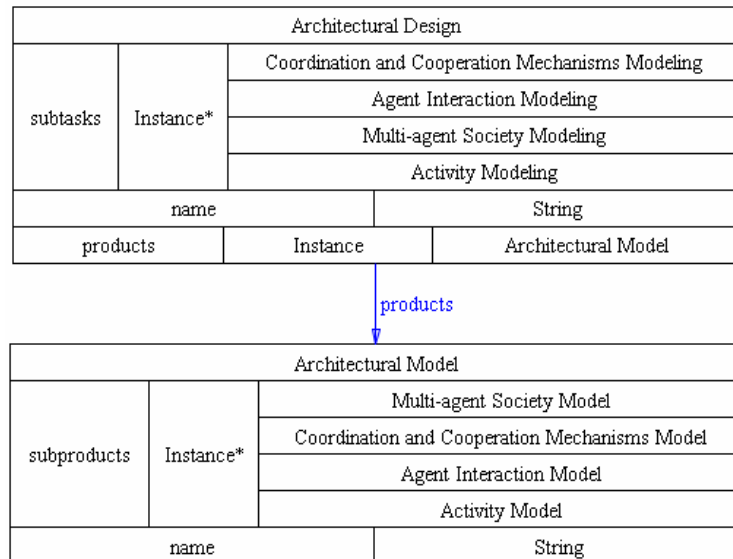 Architectural Design
subtasks
Instance*
Coordination and Cooperation Mechanisms Modeling
Agent Interaction Modeling
Multi-agent Society Modeling
Activity Modeling
name
String
products
Instance
Architectural Model
products
Architectural Model
subproducts
Instance*
Multi-agent Society Model
Coordination and Cooperation Mechanisms Model
Agent Interaction Model
Activity Model
name
String